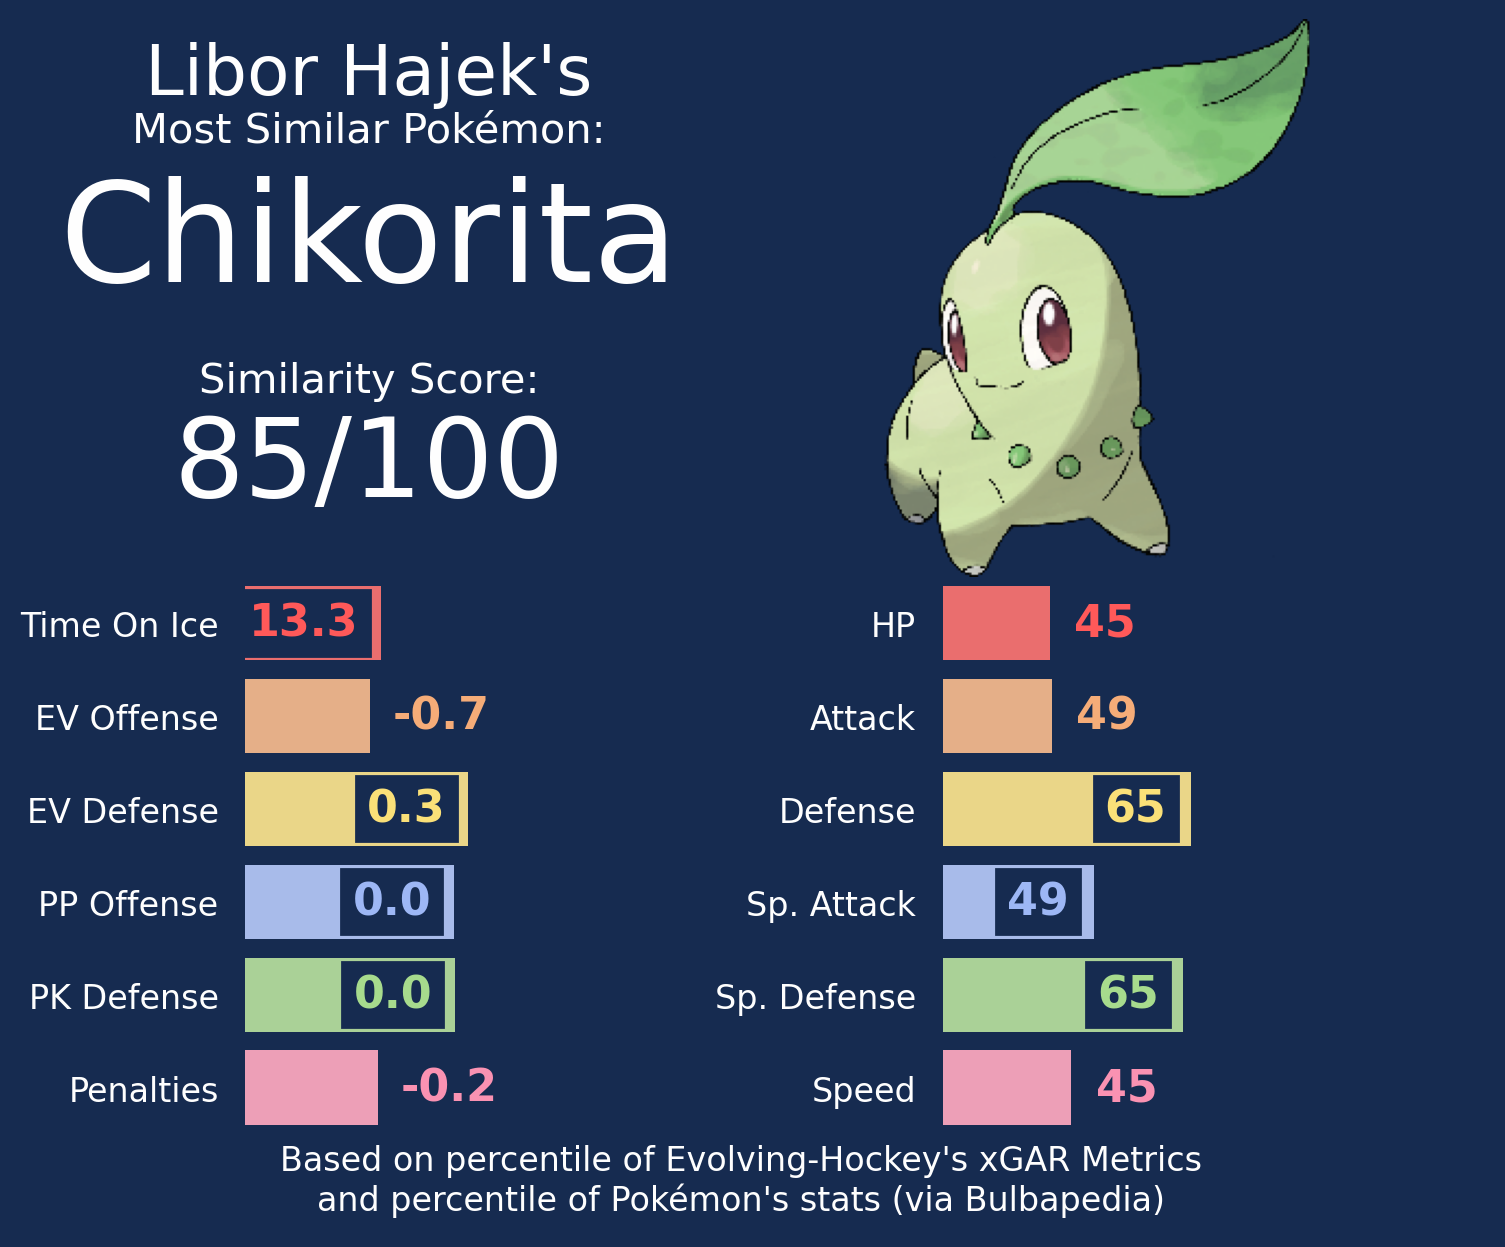 Libor Hajek's
Most Similar Pokémon:
Chikorita
Similarity Score:
85/100
Time On Ice 13.3
EV Offense -0.7
EV Defense 0.3
PP Offense 0.0
PK Defense 0.0
Penalties -0.2
HP 45
Attack 49
Defense 65
Sp. Attack 49
Sp. Defense 65
Speed 45
Based on percentile of Evolving-Hockey's xGAR Metrics
and percentile of Pokémon's stats (via Bulbapedia)